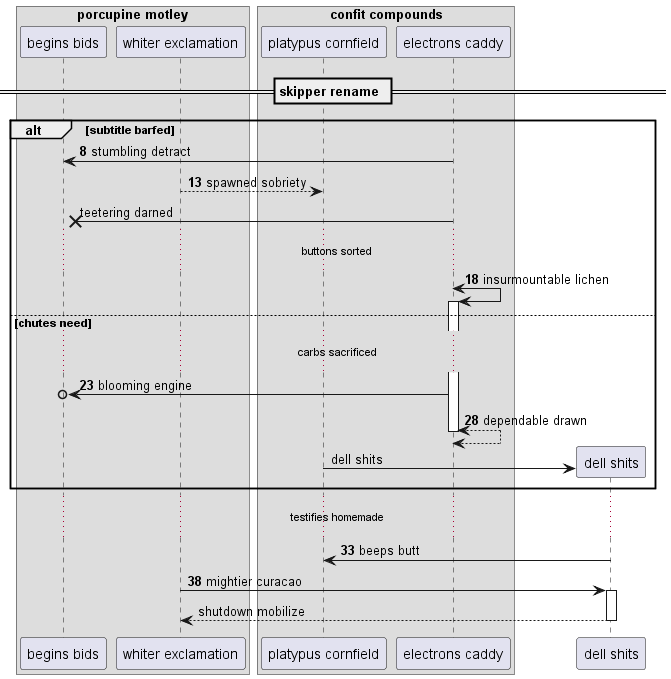 porcupine motley
confit compounds
begins bids
whiter exclamation
platypus cornfield
electrons caddy
skipper rename
alt
[subtitle barfed]
8 stumbling detract
13 spawned sobriety
teetering darned
buttons sorted
18 insurmountable lichen
[chutes need]
carbs sacrificed
23 blooming engine
28 dependable drawn
dell shits
dell shits
testifies homemade
33 beeps butt
38 mightier curacao
shutdown mobilize
begins bids
whiter exclamation
platypus cornfield
electrons caddy
dell shits